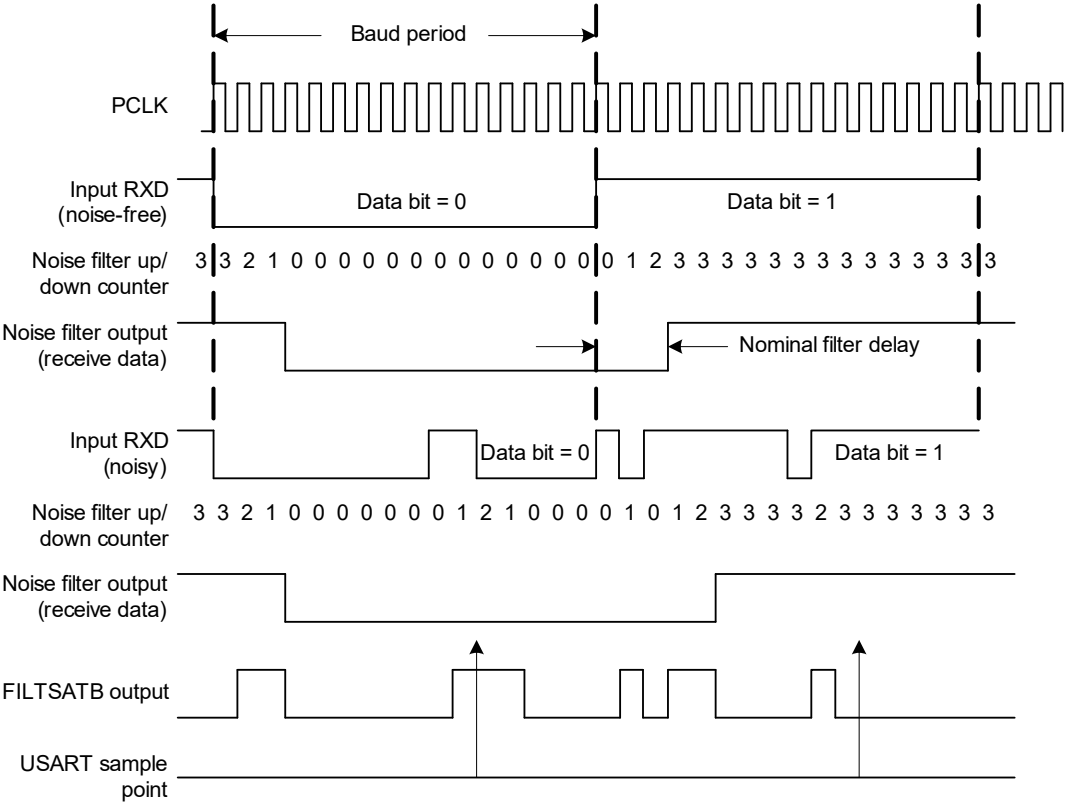 Baud period
PCLK
Input RXD
(noise-free)
Data bit = 0
Data bit = 1
Noise filter up/
down counter
3 3 2 1 0 0 0 0 0 0 0 0 0 0 0 0 0 0 1 2 3 3 3 3 3 3 3 3 3 3 3 3 3 3
Noise filter output
(receive data)
Nominal filter delay
Input RXD
(noisy)
Data bit = 0
Data bit = 1
Noise filter up/
down counter
3 3 2 1 0 0 0 0 0 0 0 1 2 1 0 0 0 0 1 0 1 2 3 3 3 3 2 3 3 3 3 3 3 3
Noise filter output
(receive data)
FILTSATB output
USART sample
point